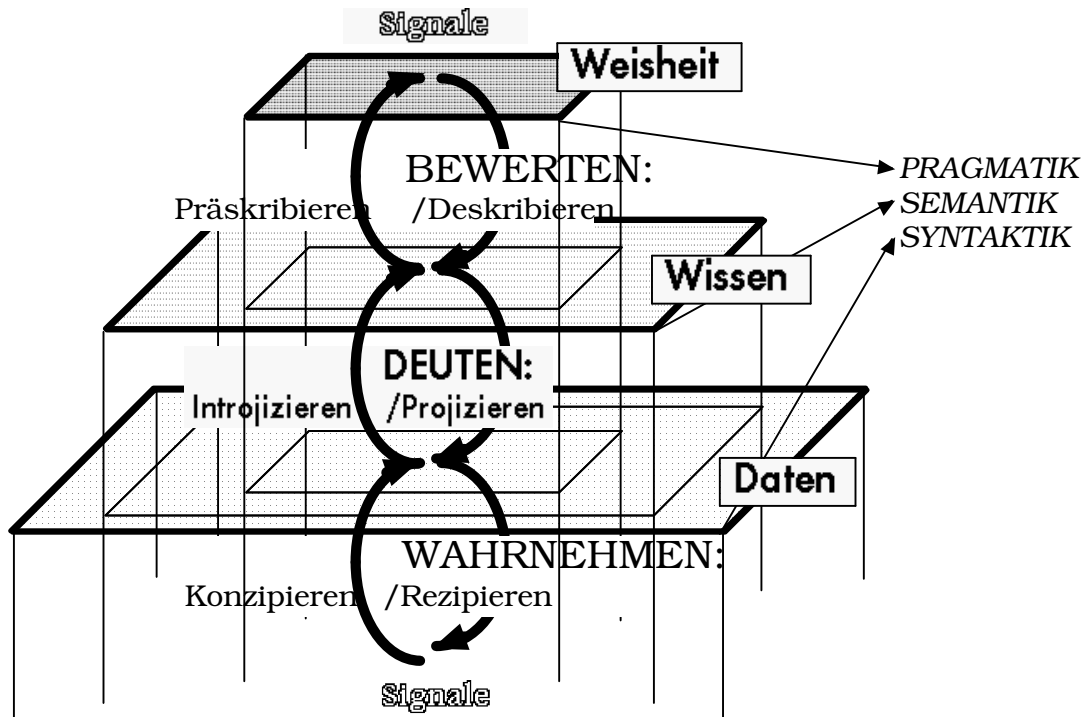 Signale
Weisheit
BEWERTEN:
Präskribieren /Deskribieren
PRAGMATIK
SEMANTIK
SYNTAKTIK
Wissen
DEUTEN:
Introjizieren /Projizieren
Daten
WAHRNEHMEN:
Konzipieren /Rezipieren
Signale